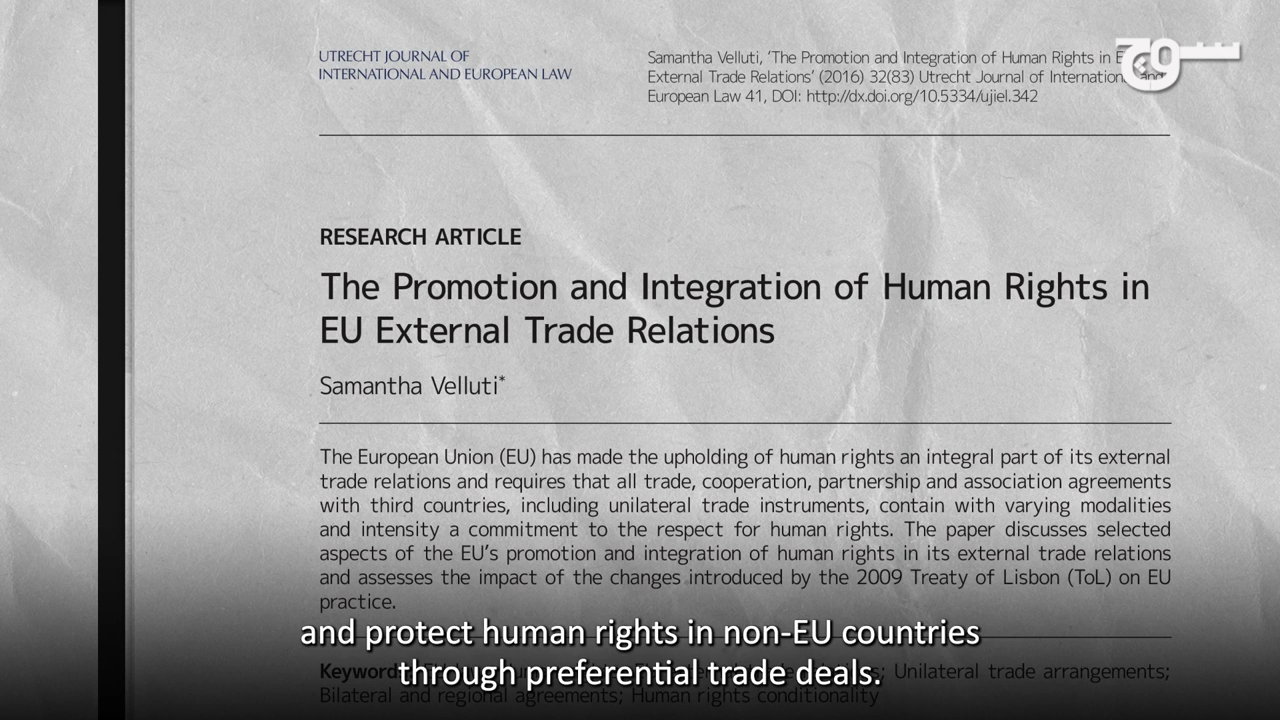 UTRECHT JOURNAL OF
INTERNATIONAL AND EUROPEAN LAW
Samantha Velluti, ‘The Promotion and Integration of Human Rights in
External Trade Relations’ (2016) 32(83) Utrecht Journal of International and
European Law 41, DOI: http://dx.doi.org/10.5334/ujiel.342
RESEARCH ARTICLE
The Promotion and Integration of Human Rights in
EU External Trade Relations
Samantha Velluti*
The European Union (EU) has made the upholding of human rights an integral part of its external
trade relations and requires that all trade, cooperation, partnership and association agreements
with third countries, including unilateral trade instruments, contain with varying modalities
and intensity a commitment to the respect for human rights. The paper discusses selected
aspects of the EU’s promotion and integration of human rights in its external trade relations
and assesses the impact of the changes introduced by the 2009 Treaty of Lisbon (ToL) on EU
practice.
and protect human rights in non-EU countries
through preferential trade deals.
Unilateral trade arrangements;
Bilateral and regional agreements; Human rights conditionality